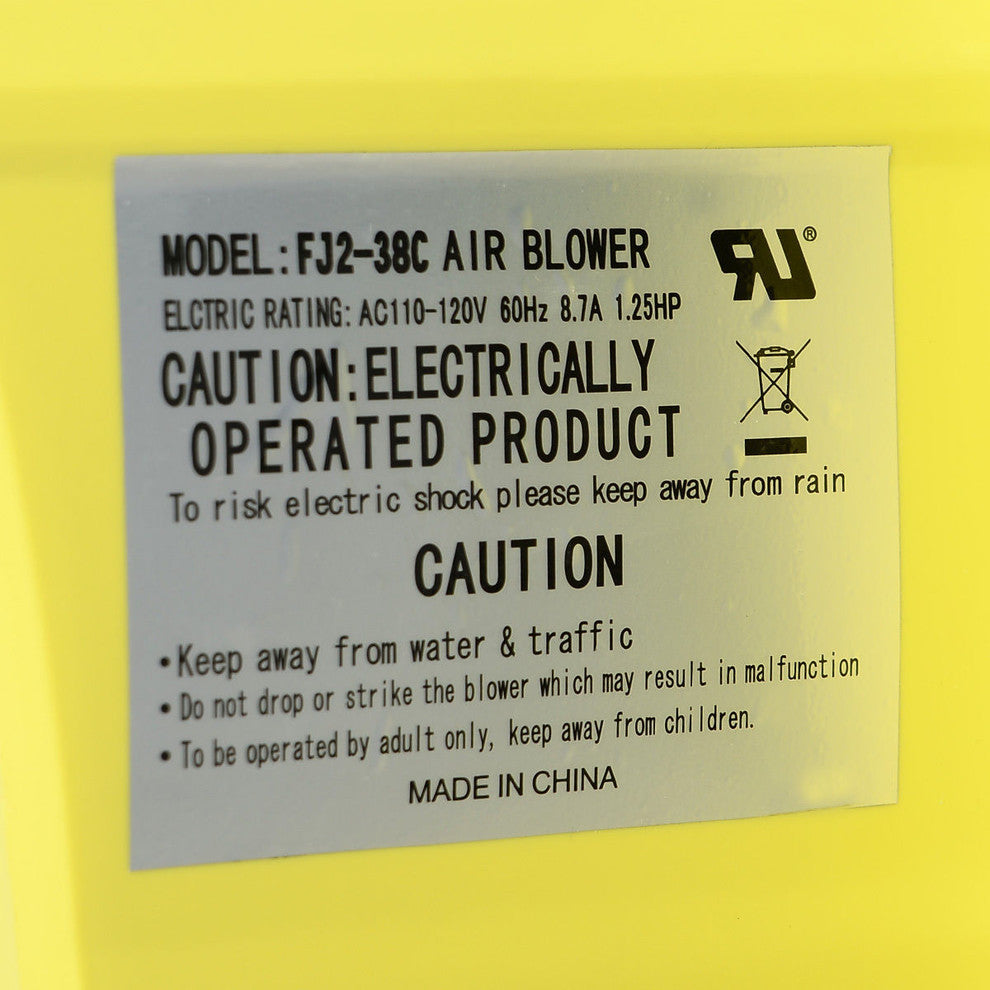 MODEL:FJ2-38C AIR BLOWER
ELCTRIC RATING: AC110-120V 60Hz 8.7A 1.25HP
CAUTION:ELECTRICALLY
OPERATED PRODUCT
To risk electric shock please keep away from rain
CAUTION
•Keep away from water & traffic
•Do not drop or strike the blower which may result in malfunction
•To be operated by adult only, keep away from children.
MADE IN CHINA
RU®